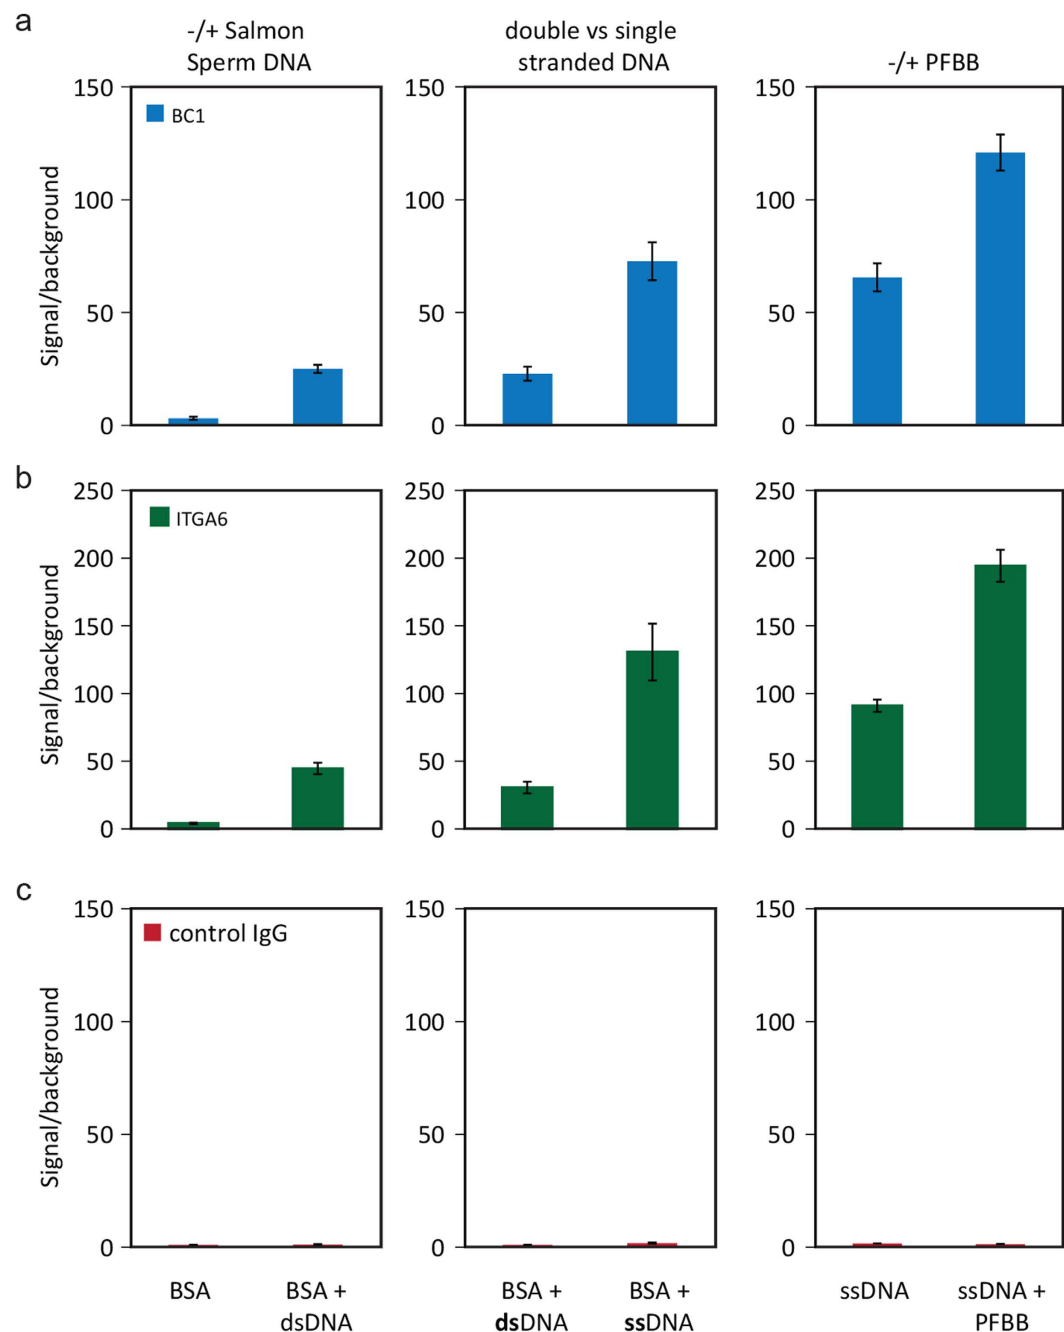 a
-/+ Salmon
Sperm DNA
double vs single
stranded DNA
-/+ PFBB
Signal/background
150
100
50
0
BC1
150
100
50
0
150
100
50
0
b
Signal/background
250
200
150
100
50
0
ITGA6
250
200
150
100
50
0
250
200
150
100
50
0
c
Signal/background
150
100
50
0
control IgG
150
100
50
0
150
100
50
0
BSA
BSA +
dsDNA
BSA +
dsDNA
BSA +
ssDNA
ssDNA
ssDNA +
PFBB